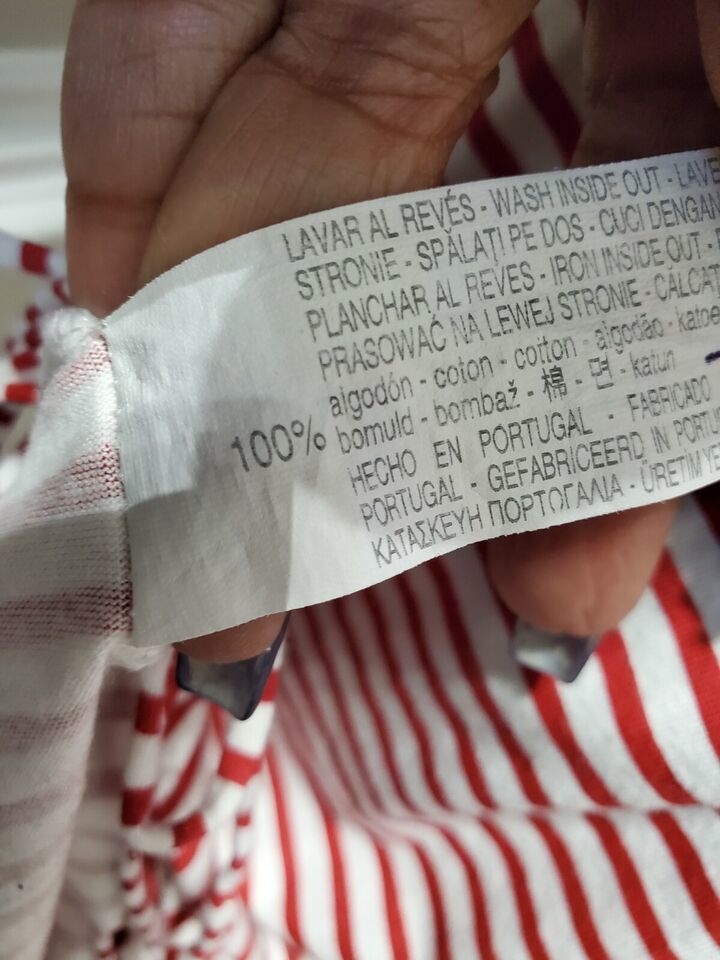 LAVAR AL REVÉS - WASH INSIDE OUT -
STRONIE - SPĂLAȚI PE DOS - CUCI DENGAN
PLANCHAR AL REVES - IRON INSIDE OUT -
PRASOWAĆ NA LEWEJ STRONIE -
algodón - coton - cotton - algodão -
100% bomuld - bombaž - 棉 - 면 - katun
HECHO EN PORTUGAL - FABRICADO
PORTUGAL - GEFABRICEERD IN
ΚΑΤΑΣΚΕΥΗ ΠΟΡΤΟΓΑΛΙΑ - ÜRETIM